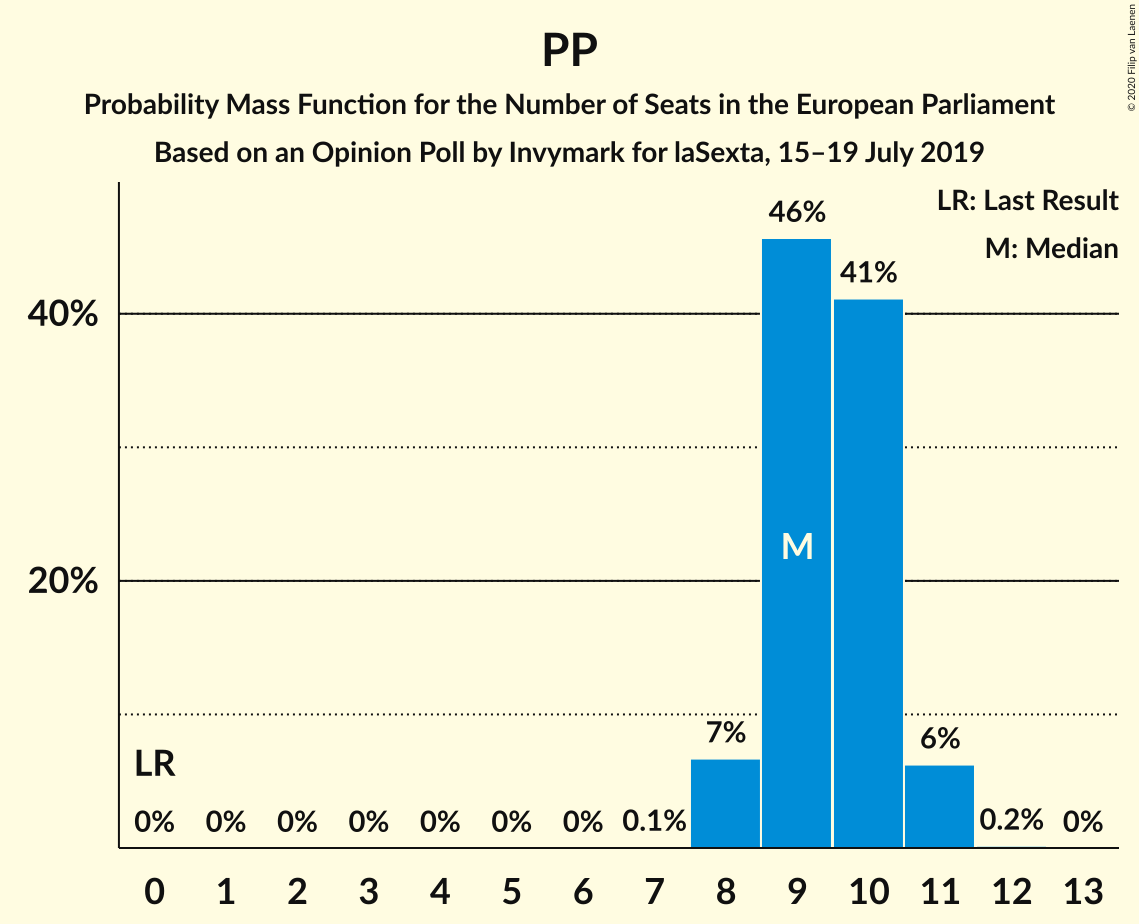 PP
Probability Mass Function for the Number of Seats in the European Parliament
Based on an Opinion Poll by Invymark for laSexta, 15–19 July 2019
© 2020 Filip van Laenen
LR: Last Result
M: Median
46%
41%
40%
M
20%
7%
6%
LR
0% 0% 0% 0% 0% 0% 0% 0.1% 0.2% 0%
0 1 2 3 4 5 6 7 8 9 10 11 12 13